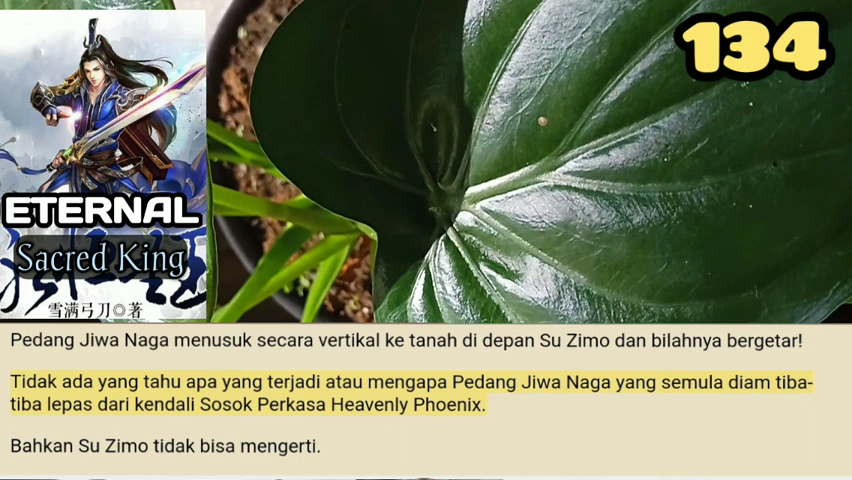 134
ETERNAL
Sacred King
雪满弓刀◎著
Pedang Jiwa Naga menusuk secara vertikal ke tanah di depan Su Zimo dan bilahnya bergetar!
Tidak ada yang tahu apa yang terjadi atau mengapa Pedang Jiwa Naga yang semula diam tiba-
tiba lepas dari kendali Sosok Perkasa Heavenly Phoenix.
Bahkan Su Zimo tidak bisa mengerti.